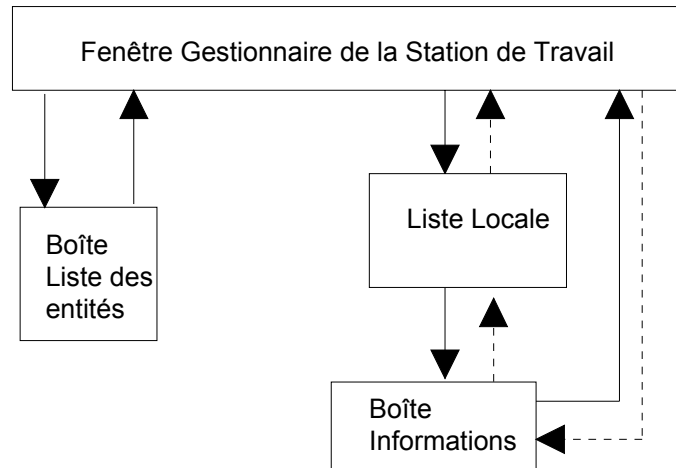 Fenêtre Gestionnaire de la Station de Travail
Boîte
Liste des
entités
Liste Locale
Boîte
Informations